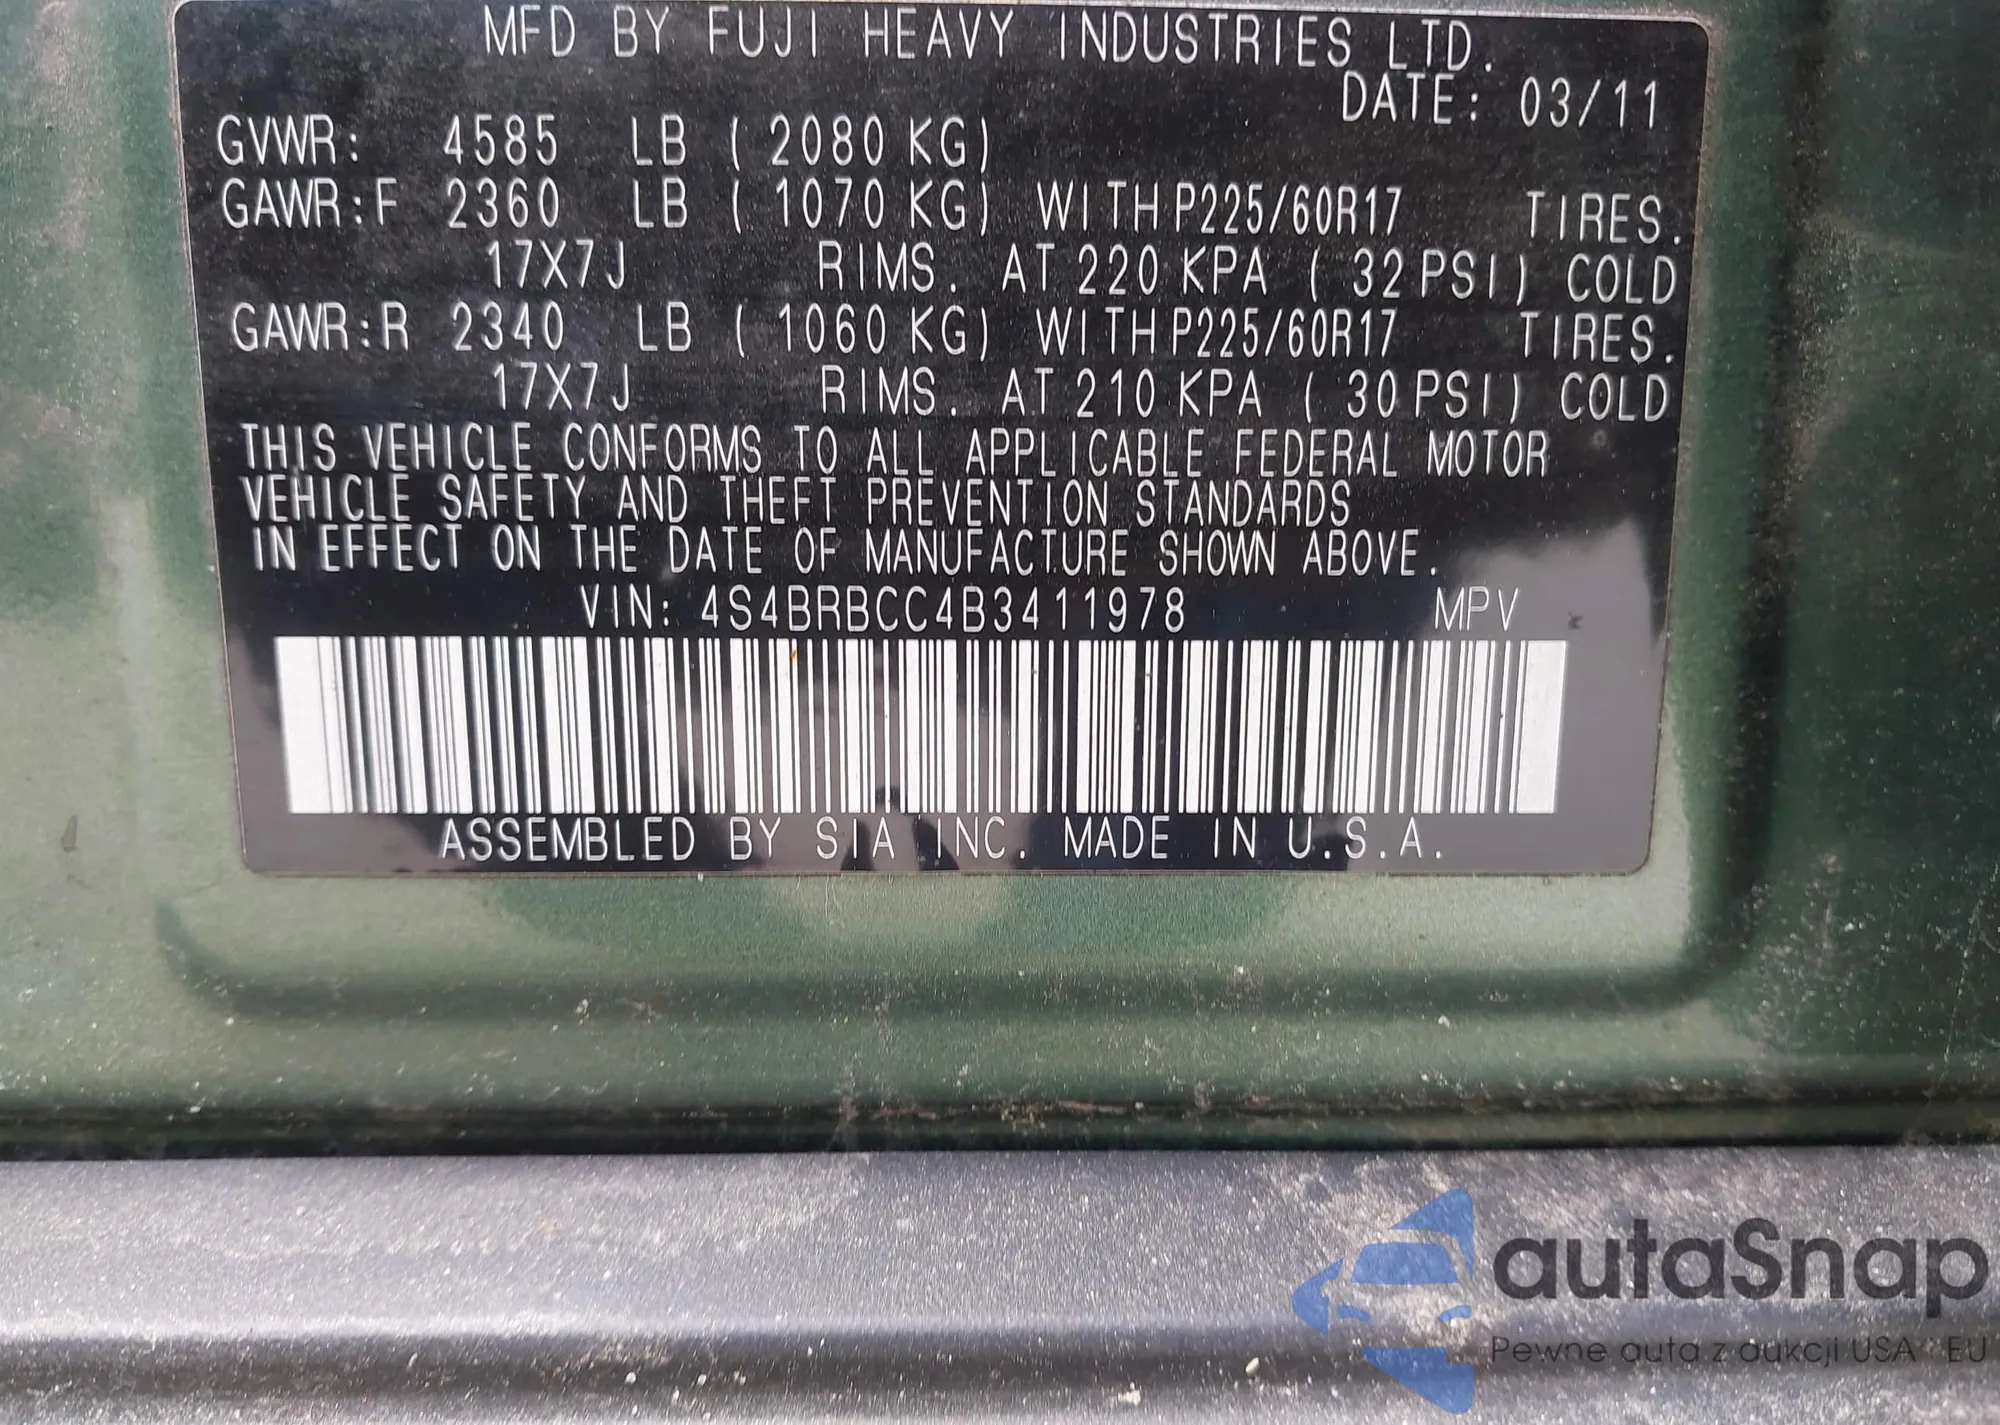 MFD BY FUJI HEAVY INDUSTRIES LTD.
DATE: 03/11
GVWR: 4585 LB ( 2080 KG)
GAWR:F 2360 LB ( 1070 KG) WITH P225/60R17 TIRES.
17X7J RIMS. AT 220 KPA ( 32 PSI) COLD
GAWR:R 2340 LB ( 1060 KG) WITH P225/60R17 TIRES.
17X7J RIMS. AT 210 KPA ( 30 PSI) COLD
THIS VEHICLE CONFORMS TO ALL APPLICABLE FEDERAL MOTOR
VEHICLE SAFETY AND THEFT PREVENTION STANDARDS
IN EFFECT ON THE DATE OF MANUFACTURE SHOWN ABOVE.
VIN: 4S4BRBCC4B3411978 MPV
ASSEMBLED BY SIA INC. MADE IN U.S.A.
autaSnap
Pewne auta z aukcji USA i EU